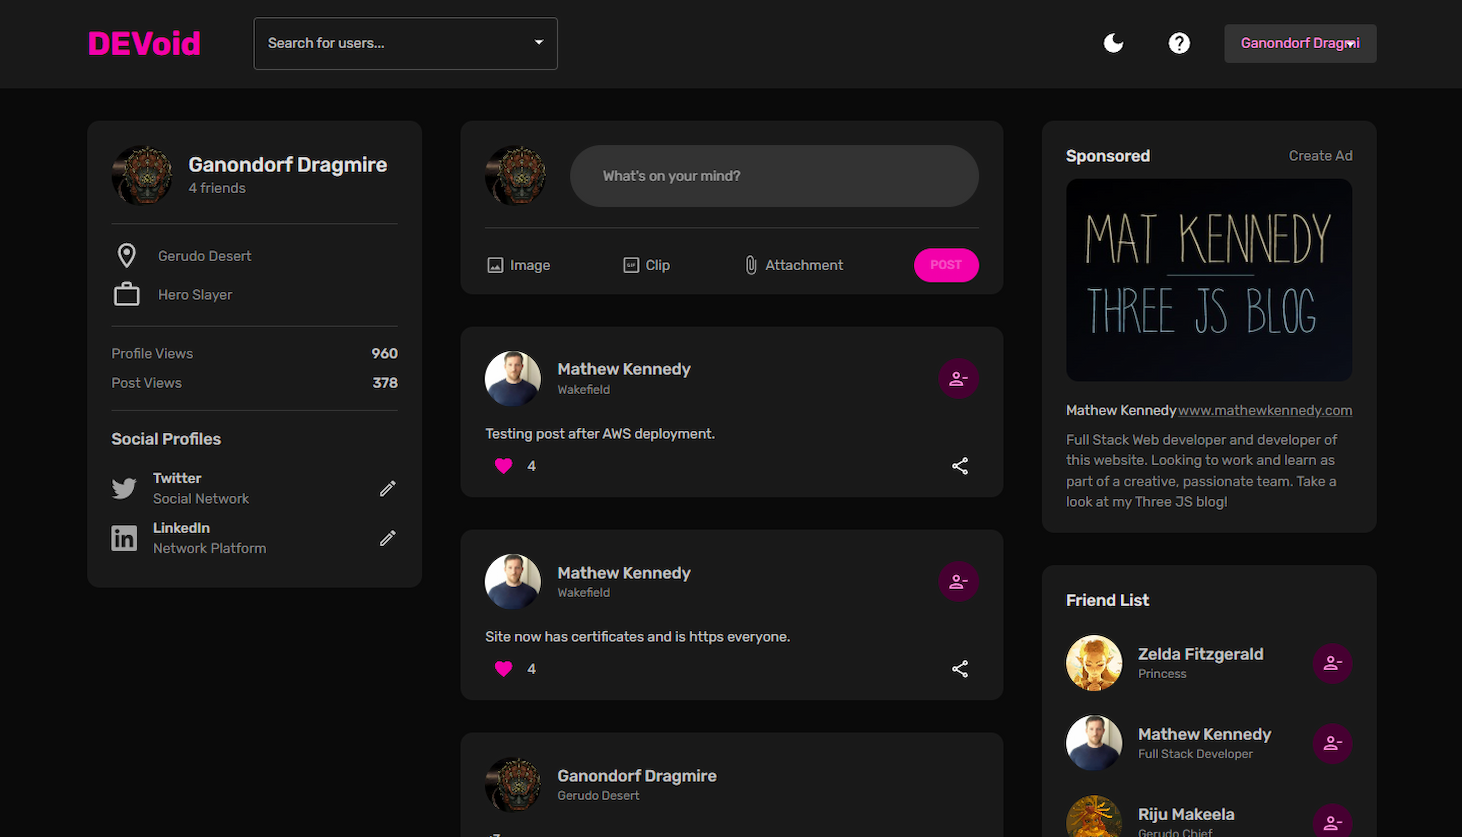 DEVoid
Search for users...
Ganondorf Dragmi
Ganondorf Dragmire
4 friends
Gerudo Desert
Hero Slayer
Profile Views 960
Post Views 378
Social Profiles
Twitter
Social Network
LinkedIn
Network Platform
What's on your mind?
Image Clip Attachment POST
Mathew Kennedy
Wakefield
Testing post after AWS deployment.
4
Mathew Kennedy
Wakefield
Site now has certificates and is https everyone.
4
Ganondorf Dragmire
Gerudo Desert
Sponsored Create Ad
MAT KENNEDY
THREE JS BLOG
Mathew Kennedy www.mathewkennedy.com
Full Stack Web developer and developer of
this website. Looking to work and learn as
part of a creative, passionate team. Take a
look at my Three JS blog!
Friend List
Zelda Fitzgerald
Princess
Mathew Kennedy
Full Stack Developer
Riju Makeela
Gerudo Chief